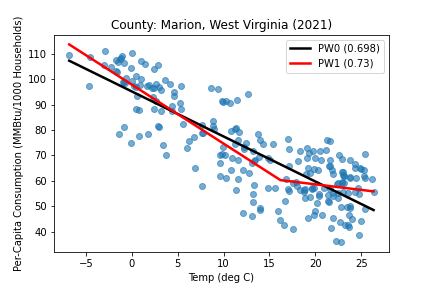 County: Marion, West Virginia (2021)
Per-Capita Consumption (MMBtu/1000 Households)
110
100
90
80
70
60
50
40
PW0 (0.698)
PW1 (0.73)
−5 0 5 10 15 20 25
Temp (deg C)